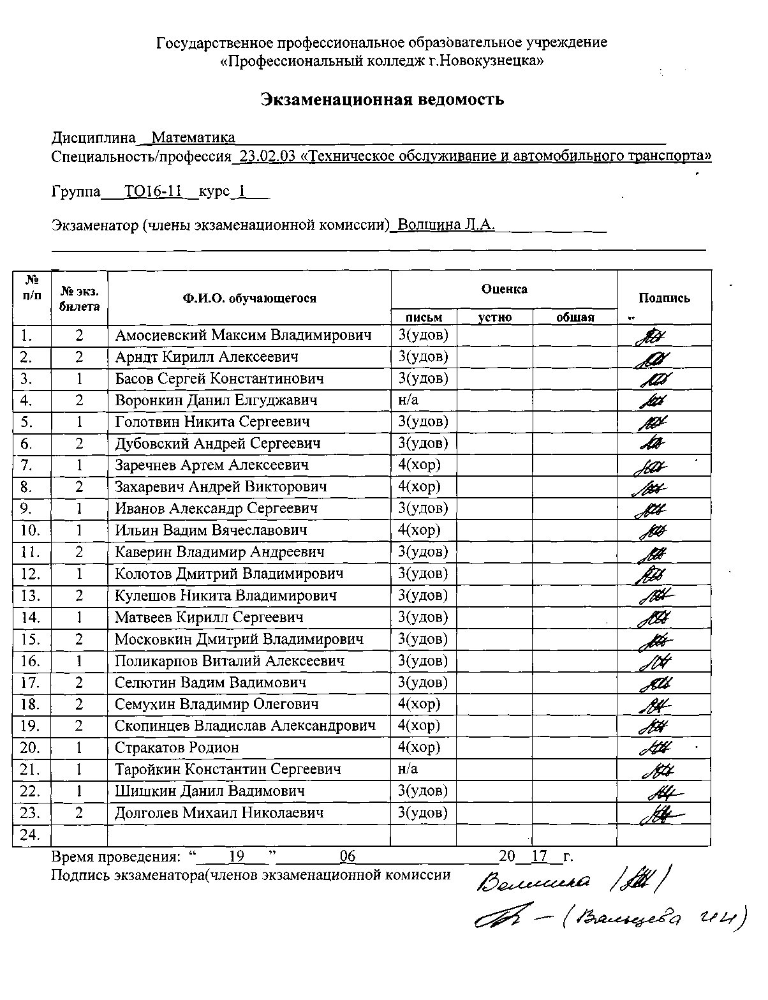 Государственное профессиональное образовательное учреждение
«Профессиональный колледж г.Новокузнецка»
Экзаменационная ведомость
Дисциплина Математика
Специальность/профессия 23.02.03 «Техническое обслуживание и автомобильного транспорта»
Группа ТО16-11 курс 1
Экзаменатор (члены экзаменационной комиссии) Волшина Л.А.
№ п/п № экз. билета Ф.И.О. обучающегося Оценка Подпись
письм устно общая
1. 2 Амосиевский Максим Владимирович 3(удов)
2. 2 Арндт Кирилл Алексеевич 3(удов)
3. 1 Басов Сергей Константинович 3(удов)
4. 2 Воронкин Данил Елгуджавич н/а
5. 1 Голотвин Никита Сергеевич 3(удов)
6. 2 Дубовский Андрей Сергеевич 3(удов)
7. 1 Заречнев Артем Алексеевич 4(хор)
8. 2 Захаревич Андрей Викторович 4(хор)
9. 1 Иванов Александр Сергеевич 3(удов)
10. 1 Ильин Вадим Вячеславович 4(хор)
11. 2 Каверин Владимир Андреевич 3(удов)
12. 1 Колотов Дмитрий Владимирович 3(удов)
13. 2 Кулешов Никита Владимирович 3(удов)
14. 1 Матвеев Кирилл Сергеевич 3(удов)
15. 2 Московкин Дмитрий Владимирович 3(удов)
16. 1 Поликарпов Виталий Алексеевич 3(удов)
17. 2 Селютин Вадим Вадимович 3(удов)
18. 2 Семухин Владимир Олегович 4(хор)
19. 2 Скопинцев Владислав Александрович 4(хор)
20. 1 Стракатов Родион 4(хор)
21. 1 Таройкин Константин Сергеевич н/а
22. 1 Шишкин Данил Вадимович 3(удов)
23. 2 Долголев Михаил Николаевич 3(удов)
24.
Время проведения: “ 19 ” 06 20 17 г.
Подпись экзаменатора(членов экзаменационной комиссии
Волшина
(Вальцева ИН)